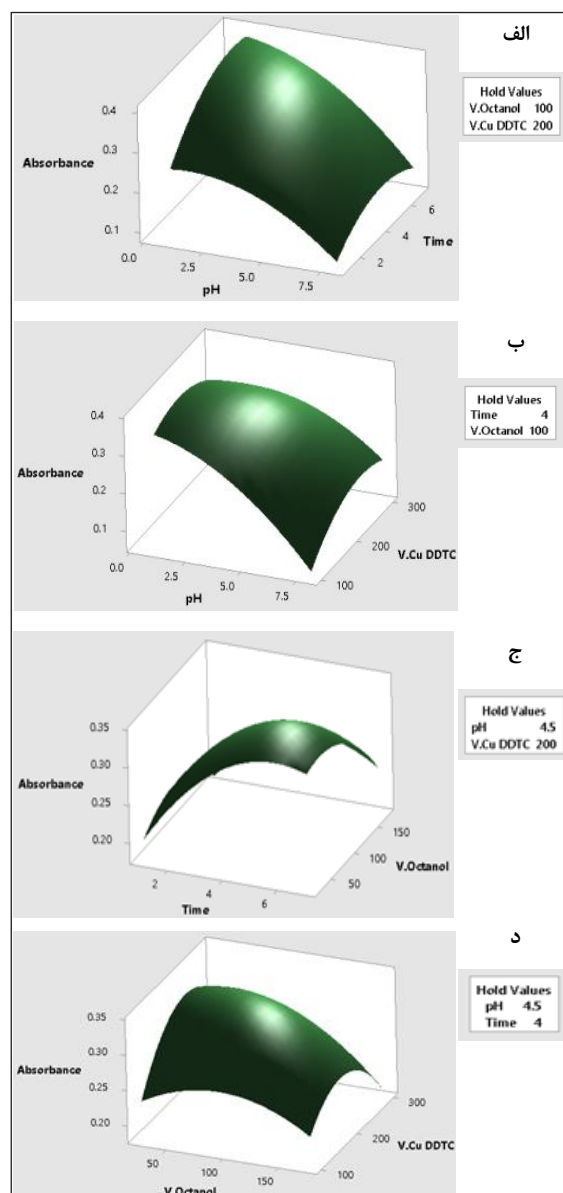 الف
Hold Values
V.Octanol 100
V.Cu DDTC 200
0.4
0.3
Absorbance
0.2
0.1
0.0
2.5
5.0
7.5
pH
2
4
6
Time
ب
Hold Values
Time 4
V.Octanol 100
0.4
0.3
Absorbance
0.2
0.1
0.0
2.5
5.0
7.5
pH
100
200
300
V.Cu DDTC
ج
Hold Values
pH 4.5
V.Cu DDTC 200
0.35
0.30
Absorbance
0.25
0.20
2
4
6
Time
50
100
150
V.Octanol
د
Hold Values
pH 4.5
Time 4
0.35
0.30
Absorbance
0.25
0.20
50
100
150
V.Octanol
100
200
300
V.Cu DDTC